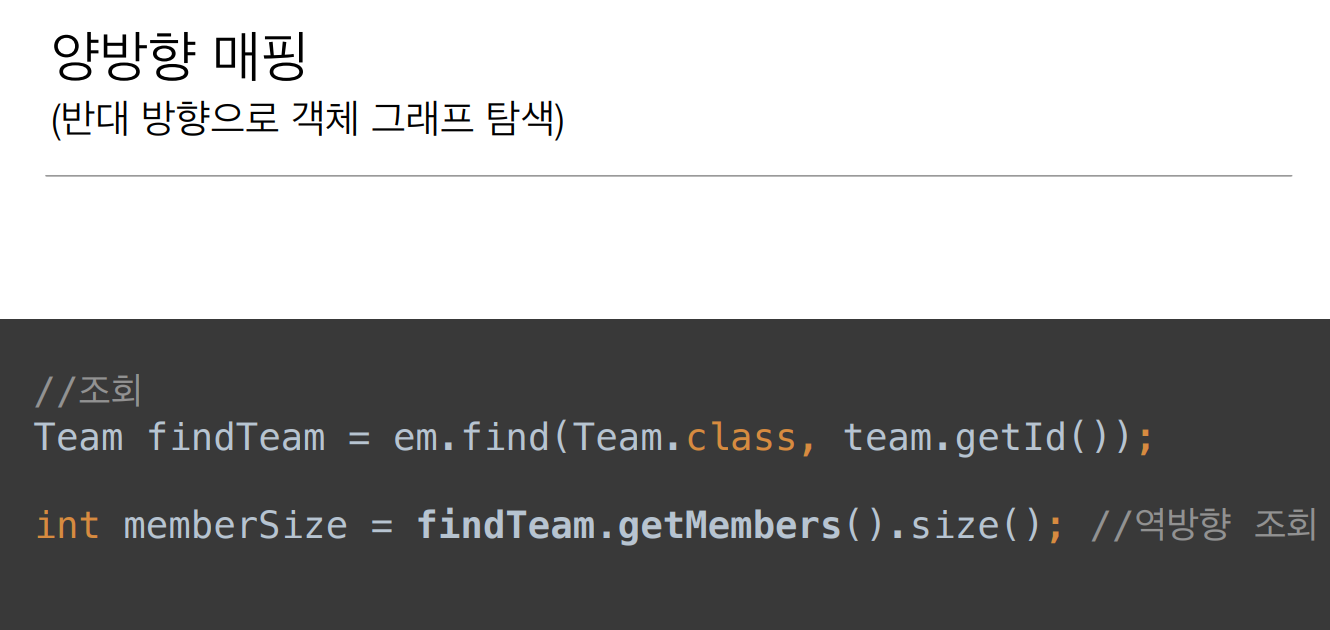 양방향 매핑
(반대 방향으로 객체 그래프 탐색)
//조회
Team findTeam = em.find(Team.class, team.getId());
int memberSize = findTeam.getMembers().size(); //역방향 조회